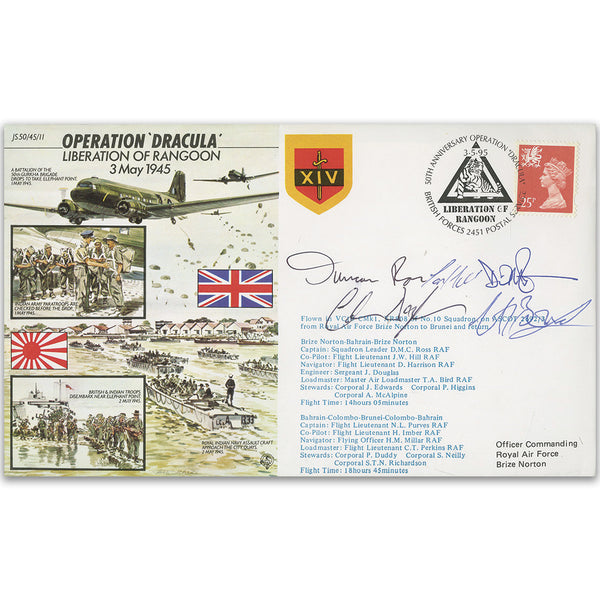 JS50/45/11
OPERATION 'DRACULA'
LIBERATION OF RANGOON
3 May 1945
A BATTALION OF THE
50th GURKHA BRIGADE
DROPS TO TAKE ELEPHANT POINT.
1 MAY 1945.
INDIAN ARMY PARATROOPS ARE
CHECKED BEFORE THE DROP,
1 MAY 1945.
BRITISH & INDIAN TROOPS
DISEMBARK NEAR ELEPHANT POINT
2 MAY 1945.
ROYAL INDIAN NAVY ASSAULT CRAFT
APPROACH THE CITY QUAYS.
3 MAY 1945.
XIV
50TH ANNIVERSARY OPERATION "DRACULA"
3-5-95
LIBERATION OF
RANGOON
BRITISH FORCES 2451 POSTAL
25P
Duncan Ross
Flown in VC10 CMk1, of No.10 Squadron, on ASCOT
from Royal Air Force Brize Norton to Brunei and return.
Brize Norton-Bahrain-Brize Norton
Captain: Squadron Leader D.M.C. Ross RAF
Co-Pilot: Flight Lieutenant J.W. Hill RAF
Navigator: Flight Lieutenant D. Harrison RAF
Engineer: Sergeant J. Douglas
Loadmaster: Master Air Loadmaster T.A. Bird RAF
Stewards: Corporal J. Edwards Corporal P. Higgins
Corporal A. McAlpine
Flight Time: 14hours 05minutes
Bahrain-Colombo-Brunei-Colombo-Bahrain
Captain: Flight Lieutenant N.L. Purves RAF
Co-Pilot: Flight Lieutenant H. Imber RAF
Navigator: Flying Officer H.M. Millar RAF
Loadmaster: Flight Lieutenant C.T. Perkins RAF
Stewards: Corporal P. Duddy Corporal S. Neilly
Corporal S.T.N. Richardson
Flight Time: 18hours 45minutes
Officer Commanding
Royal Air Force
Brize Norton